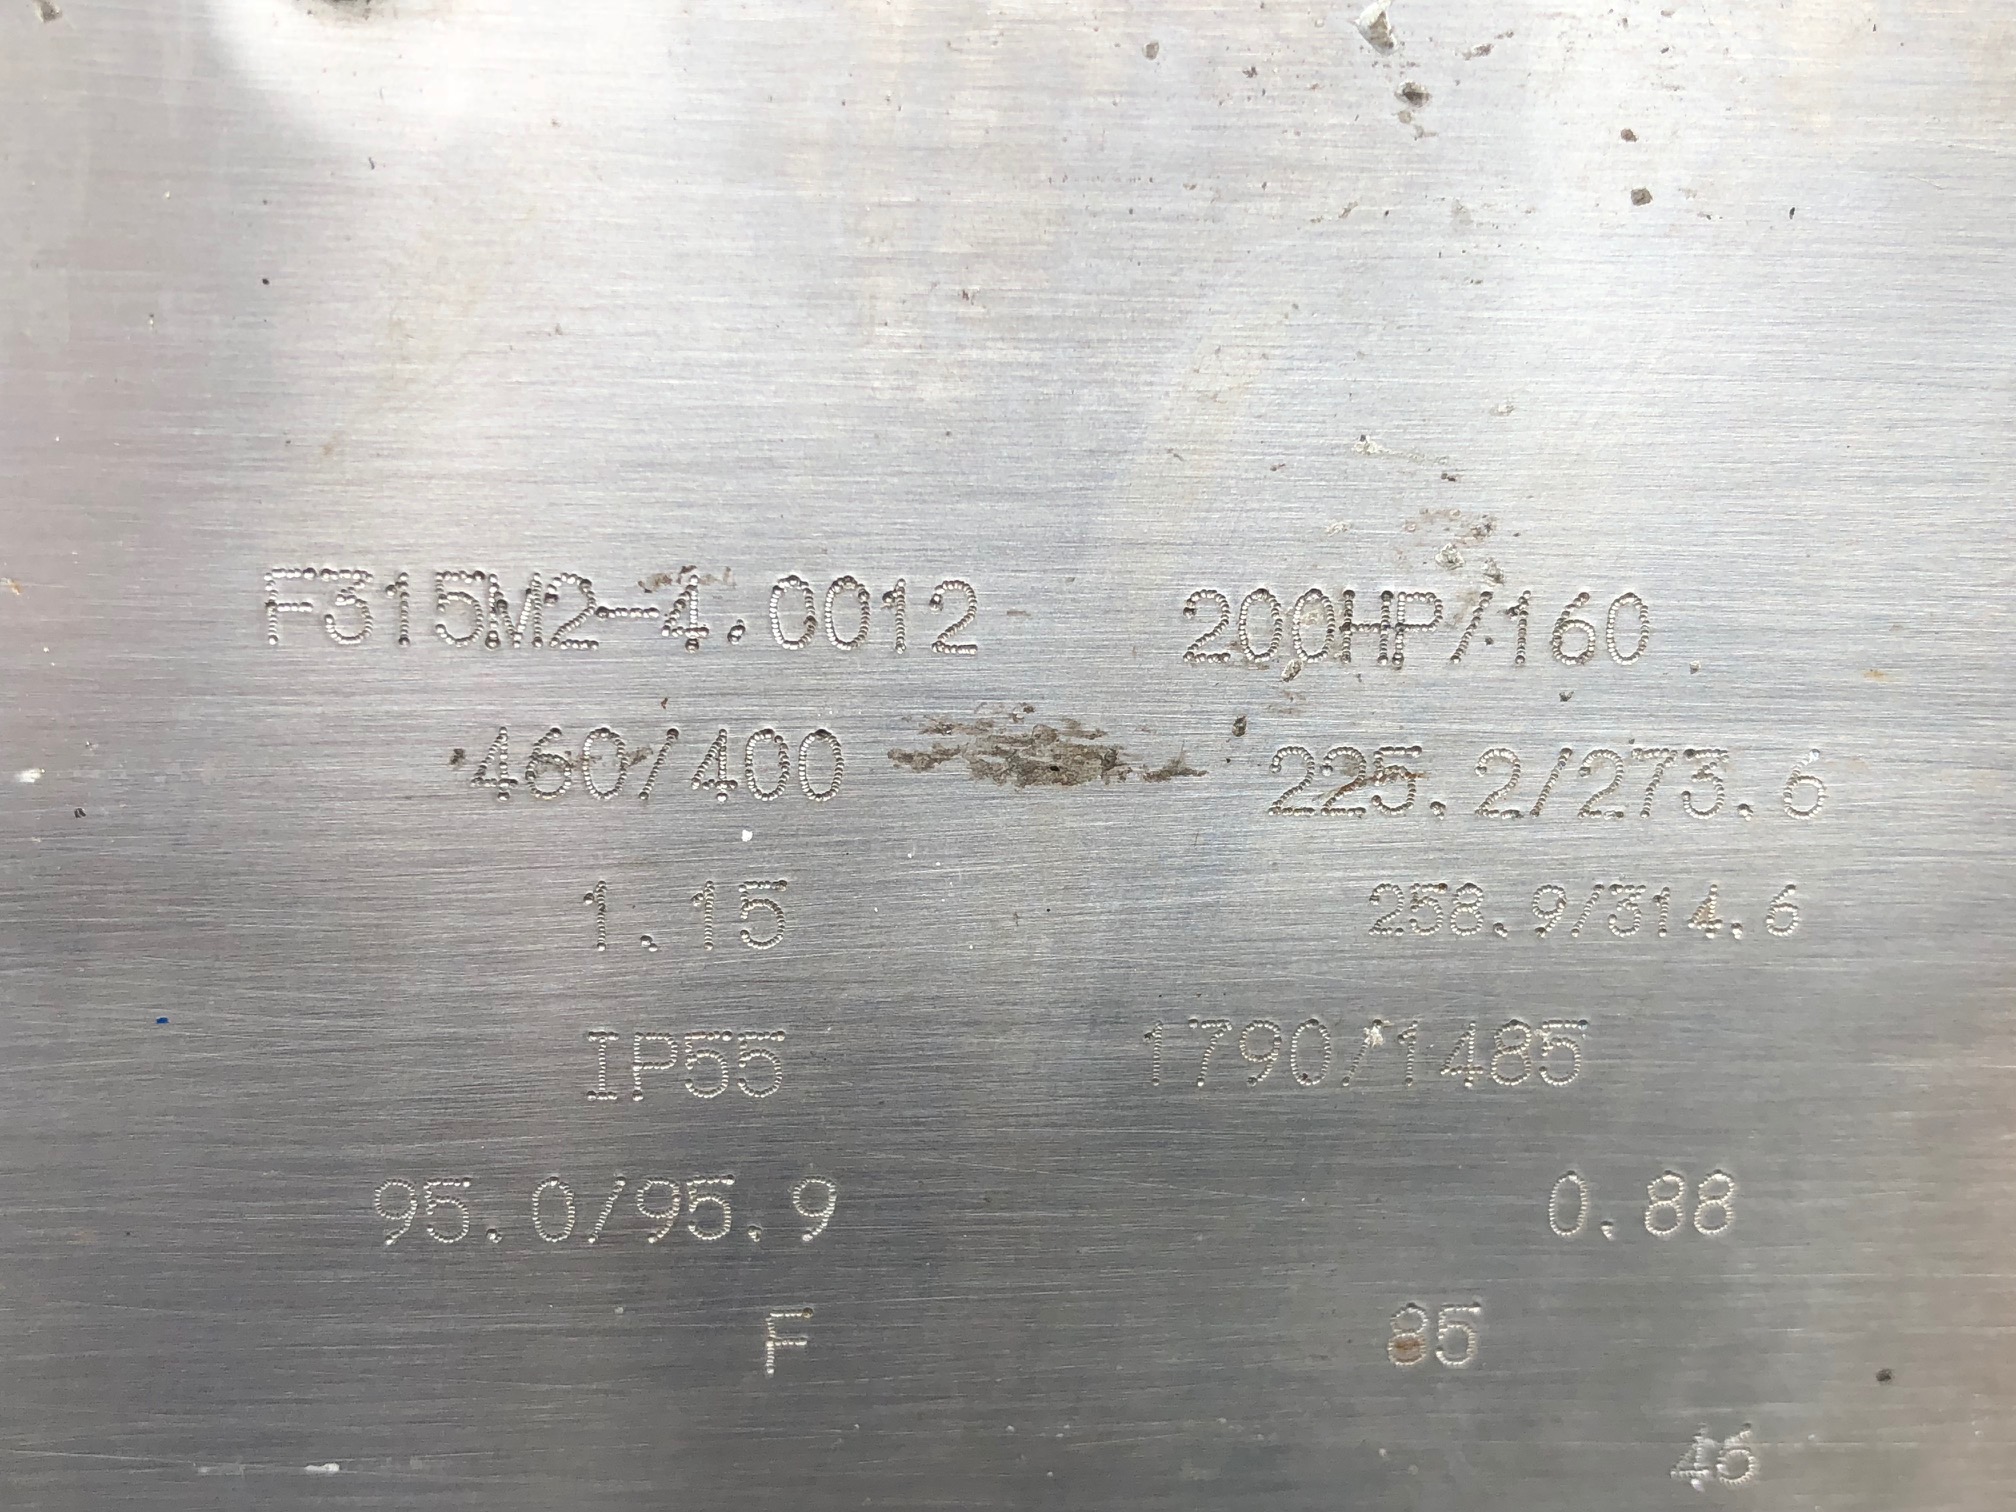 F315M2-4.0012 200HP/160
460/400 225.2/273.6
1.15 258.9/314.6
IP55 1790/1485
95.0/95.9 0.88
F 85
46